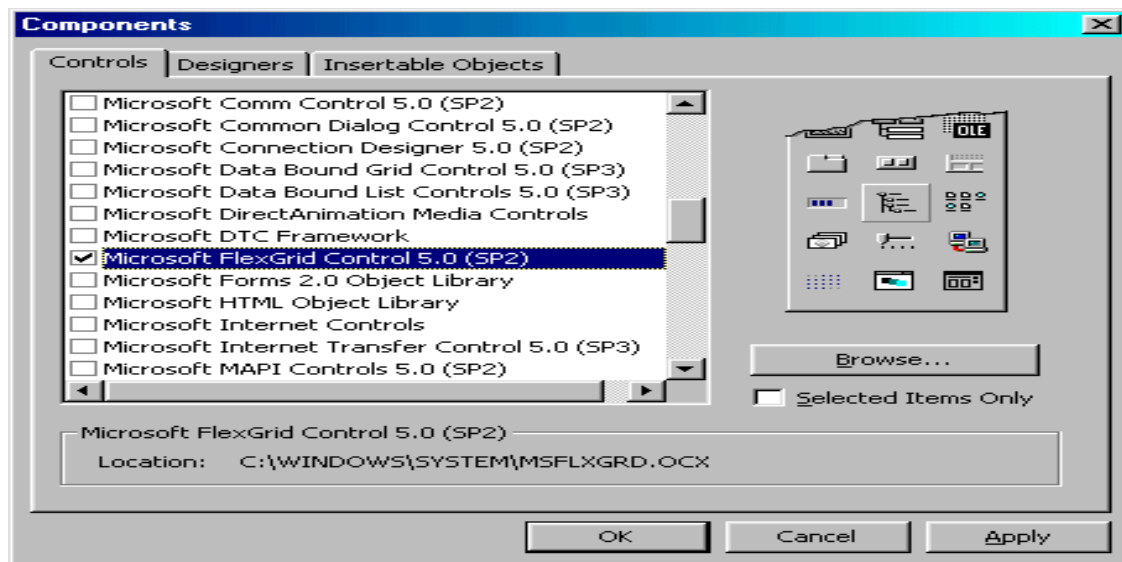 Components
Controls Designers Insertable Objects
Microsoft Comm Control 5.0 (SP2)
Microsoft Common Dialog Control 5.0 (SP2)
Microsoft Connection Designer 5.0 (SP2)
Microsoft Data Bound Grid Control 5.0 (SP3)
Microsoft Data Bound List Controls 5.0 (SP3)
Microsoft DirectAnimation Media Controls
Microsoft DTC Framework
Microsoft FlexGrid Control 5.0 (SP2)
Microsoft Forms 2.0 Object Library
Microsoft HTML Object Library
Microsoft Internet Controls
Microsoft Internet Transfer Control 5.0 (SP3)
Microsoft MAPI Controls 5.0 (SP2)
OLE
Browse...
Selected Items Only
Microsoft FlexGrid Control 5.0 (SP2)
Location: C:\WINDOWS\SYSTEM\MSFLXGRD.OCX
OK Cancel Apply